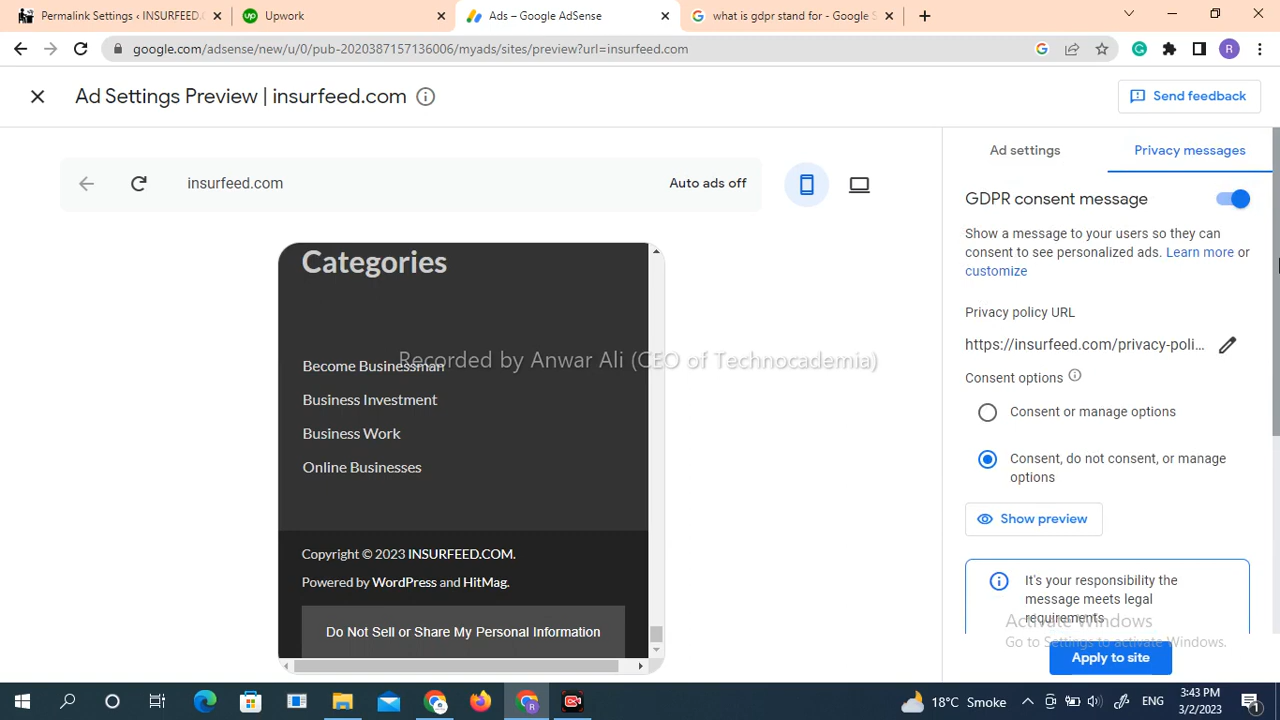 Permalink Settings ‹ INSURFEED.C
Upwork
Ads – Google AdSense
what is gdpr stand for - Google S
google.com/adsense/new/u/0/pub-2020387157136006/myads/sites/preview?url=insurfeed.com
R
Ad Settings Preview | insurfeed.com
Send feedback
insurfeed.com
Auto ads off
Categories
Become Businessman
Business Investment
Business Work
Online Businesses
Copyright © 2023 INSURFEED.COM.
Powered by WordPress and HitMag.
Do Not Sell or Share My Personal Information
Recorded by Anwar Ali (CEO of Technocademia)
Ad settings
Privacy messages
GDPR consent message
Show a message to your users so they can
consent to see personalized ads. Learn more or
customize
Privacy policy URL
https://insurfeed.com/privacy-poli...
Consent options
Consent or manage options
Consent, do not consent, or manage
options
Show preview
It's your responsibility the
message meets legal
requirements
Activate Windows
Go to Settings to activate Windows.
Apply to site
18°C Smoke
ENG
3:43 PM
3/2/2023
1